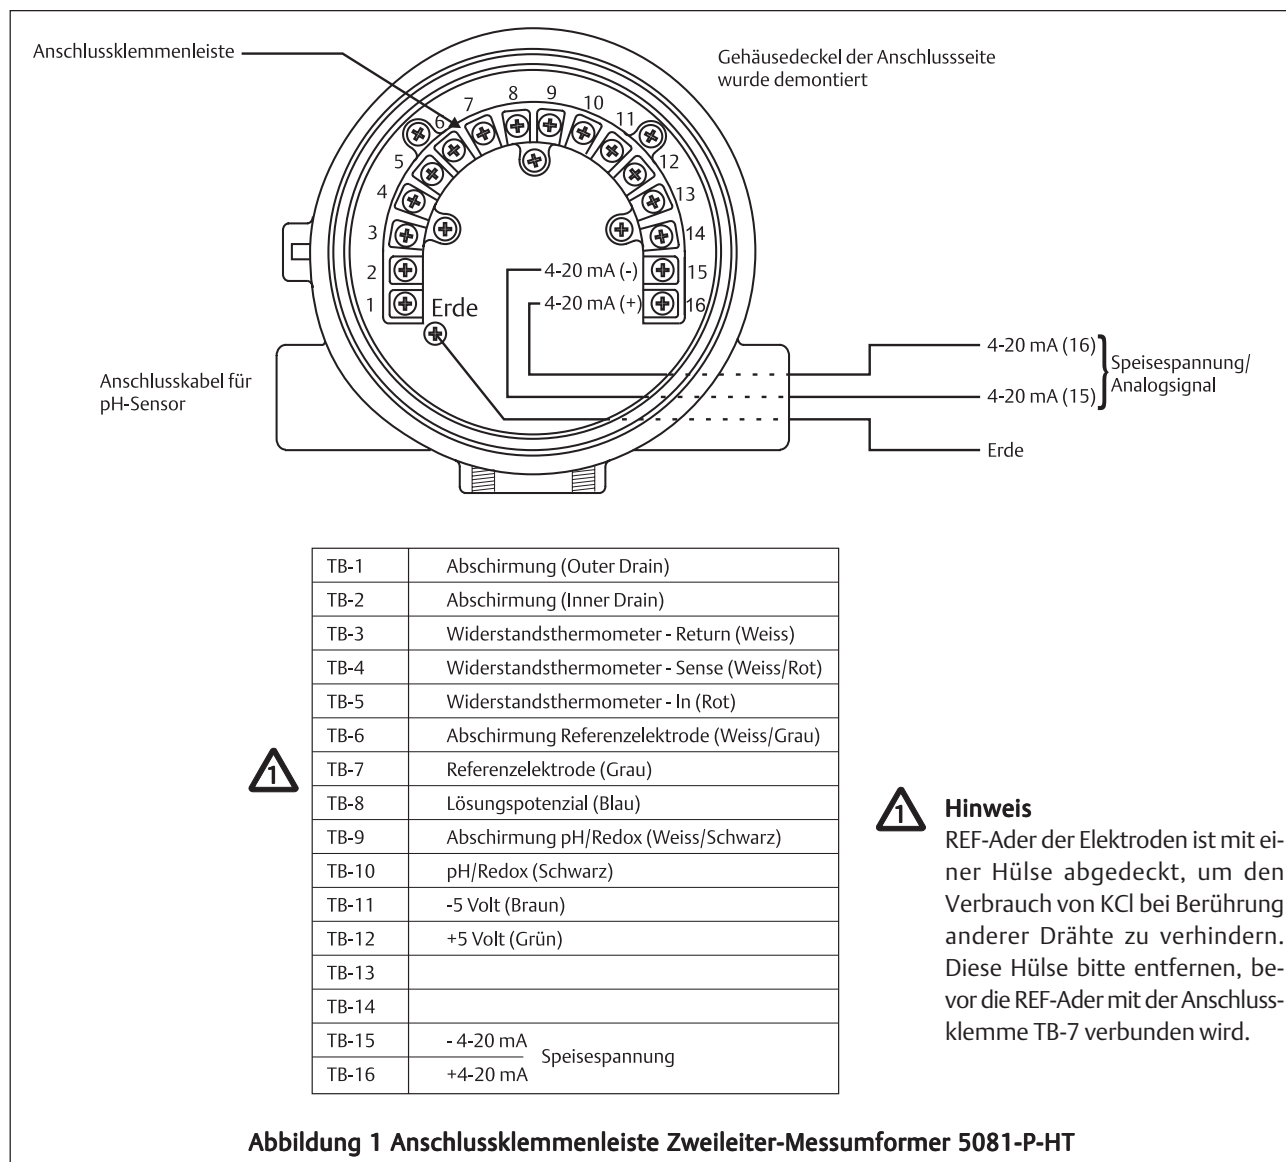 Anschlussklemmenleiste
Gehäusedeckel der Anschlussseite
wurde demontiert
1
2
3
4
5
6
7
8
9
10
11
12
13
14
15
16
4-20 mA (-)
4-20 mA (+)
Erde
Anschlusskabel für
pH-Sensor
4-20 mA (16)
4-20 mA (15)
Speisespannung/
Analogsignal
Erde
TB-1 Abschirmung (Outer Drain)
TB-2 Abschirmung (Inner Drain)
TB-3 Widerstandsthermometer - Return (Weiss)
TB-4 Widerstandsthermometer - Sense (Weiss/Rot)
TB-5 Widerstandsthermometer - In (Rot)
TB-6 Abschirmung Referenzelektrode (Weiss/Grau)
1
TB-7 Referenzelektrode (Grau)
TB-8 Lösungspotenzial (Blau)
TB-9 Abschirmung pH/Redox (Weiss/Schwarz)
TB-10 pH/Redox (Schwarz)
TB-11 -5 Volt (Braun)
TB-12 +5 Volt (Grün)
TB-13
TB-14
TB-15 - 4-20 mA
Speisespannung
TB-16 +4-20 mA
1
Hinweis
REF-Ader der Elektroden ist mit ei-
ner Hülse abgedeckt, um den
Verbrauch von KCl bei Berührung
anderer Drähte zu verhindern.
Diese Hülse bitte entfernen, be-
vor die REF-Ader mit der Anschluss-
klemme TB-7 verbunden wird.
Abbildung 1 Anschlussklemmenleiste Zweileiter-Messumformer 5081-P-HT